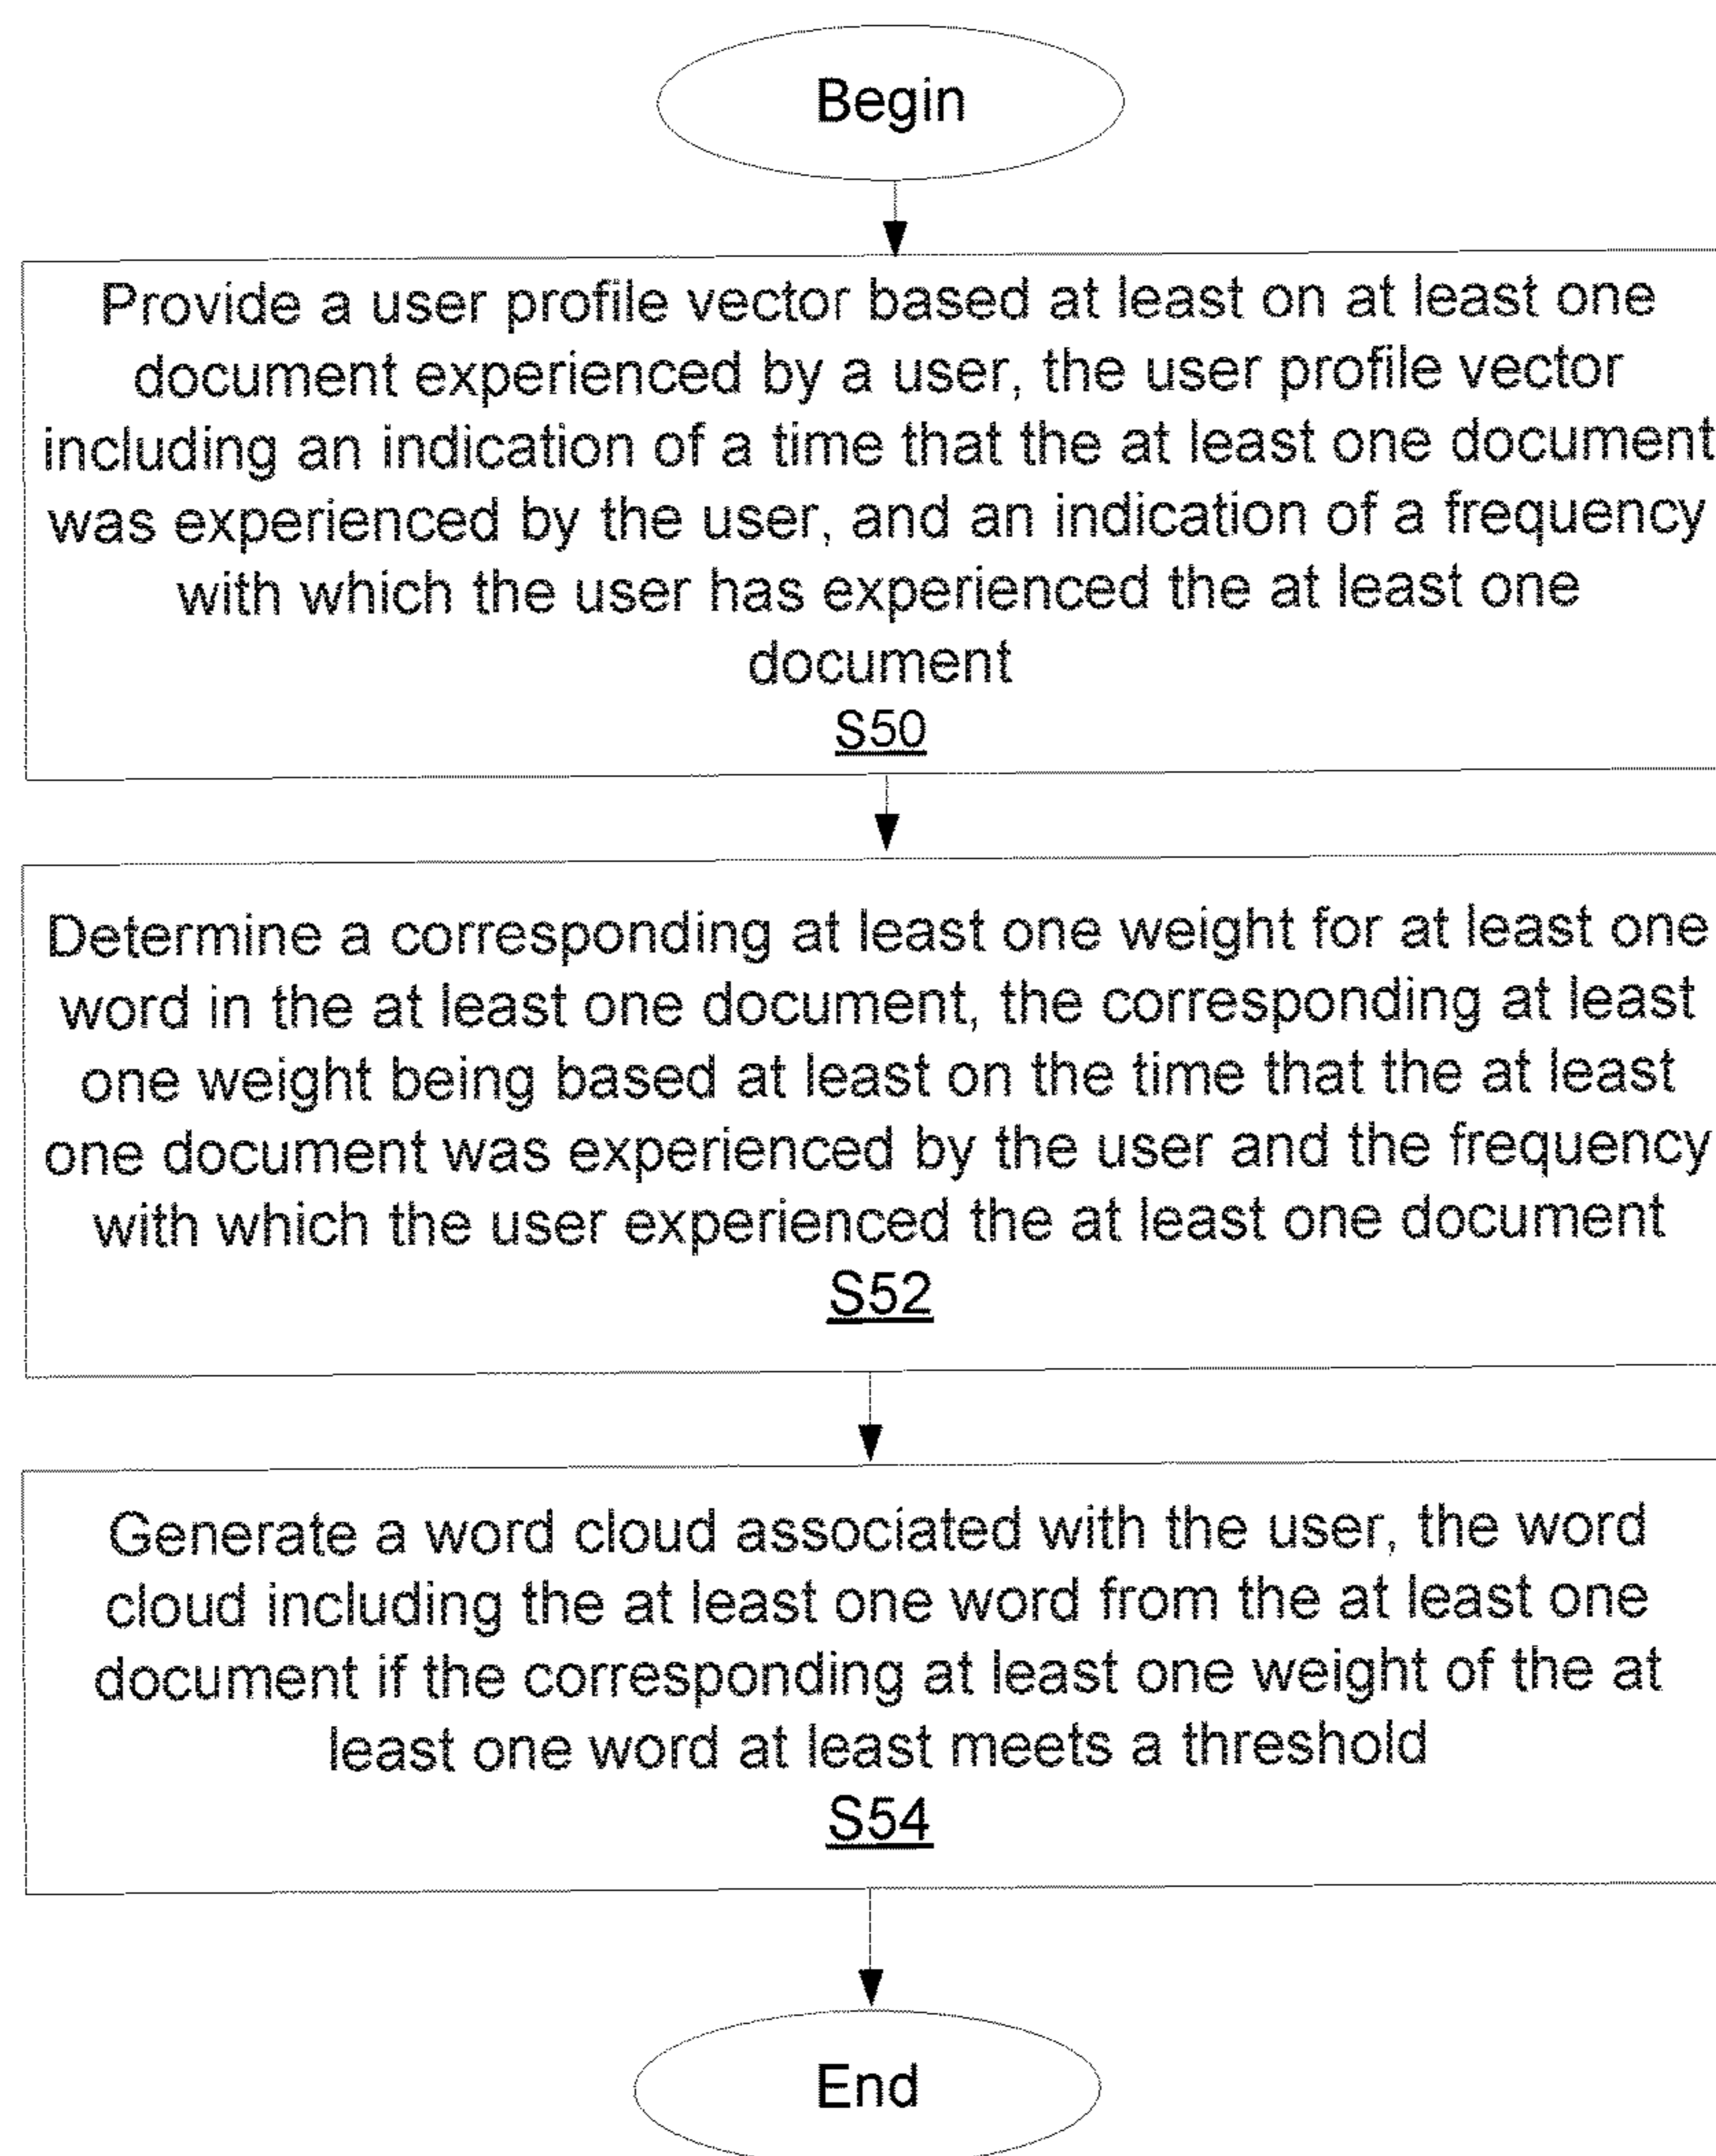 Begin
Provide a user profile vector based at least on at least one
document experienced by a user, the user profile vector
including an indication of a time that the at least one document
was experienced by the user, and an indication of a frequency
with which the user has experienced the at least one
document
S50
Determine a corresponding at least one weight for at least one
word in the at least one document, the corresponding at least
one weight being based at least on the time that the at least
one document was experienced by the user and the frequency
with which the user experienced the at least one document
S52
Generate a word cloud associated with the user, the word
cloud including the at least one word from the at least one
document if the corresponding at least one weight of the at
least one word at least meets a threshold
S54
End